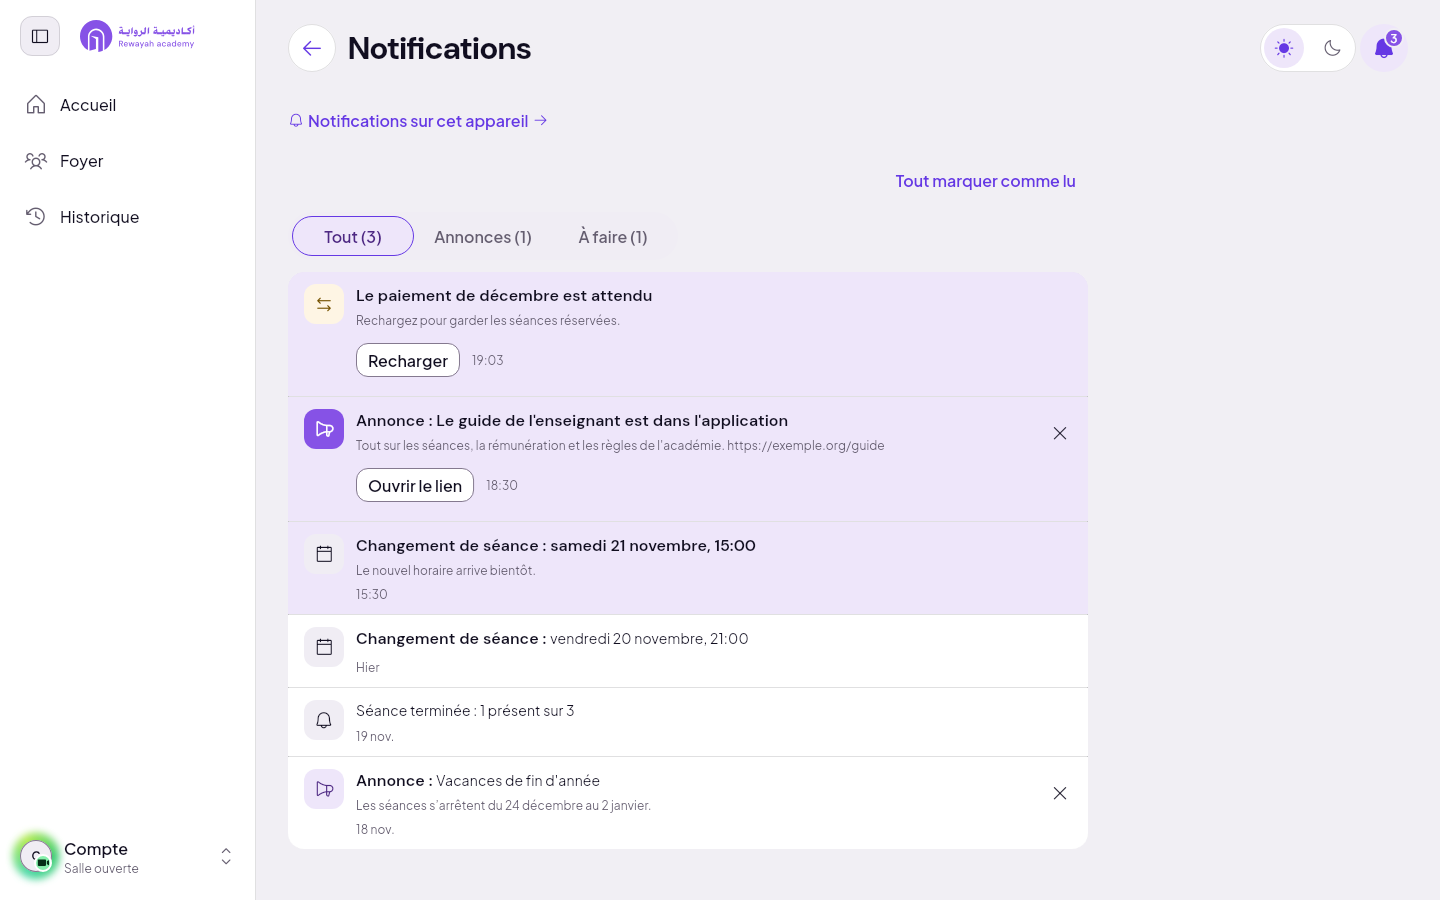 أكاديمية الرواية
Rewayah academy
Notifications
3
Accueil
Foyer
Historique
Notifications sur cet appareil
Tout marquer comme lu
Tout (3)
Annonces (1)
À faire (1)
Le paiement de décembre est attendu
Rechargez pour garder les séances réservées.
Recharger
19:03
Annonce : Le guide de l'enseignant est dans l'application
Tout sur les séances, la rémunération et les règles de l'académie. https://exemple.org/guide
Ouvrir le lien
18:30
Changement de séance : samedi 21 novembre, 15:00
Le nouvel horaire arrive bientôt.
15:30
Changement de séance : vendredi 20 novembre, 21:00
Hier
Séance terminée : 1 présent sur 3
19 nov.
Annonce : Vacances de fin d'année
Les séances s'arrêtent du 24 décembre au 2 janvier.
18 nov.
Compte
Salle ouverte